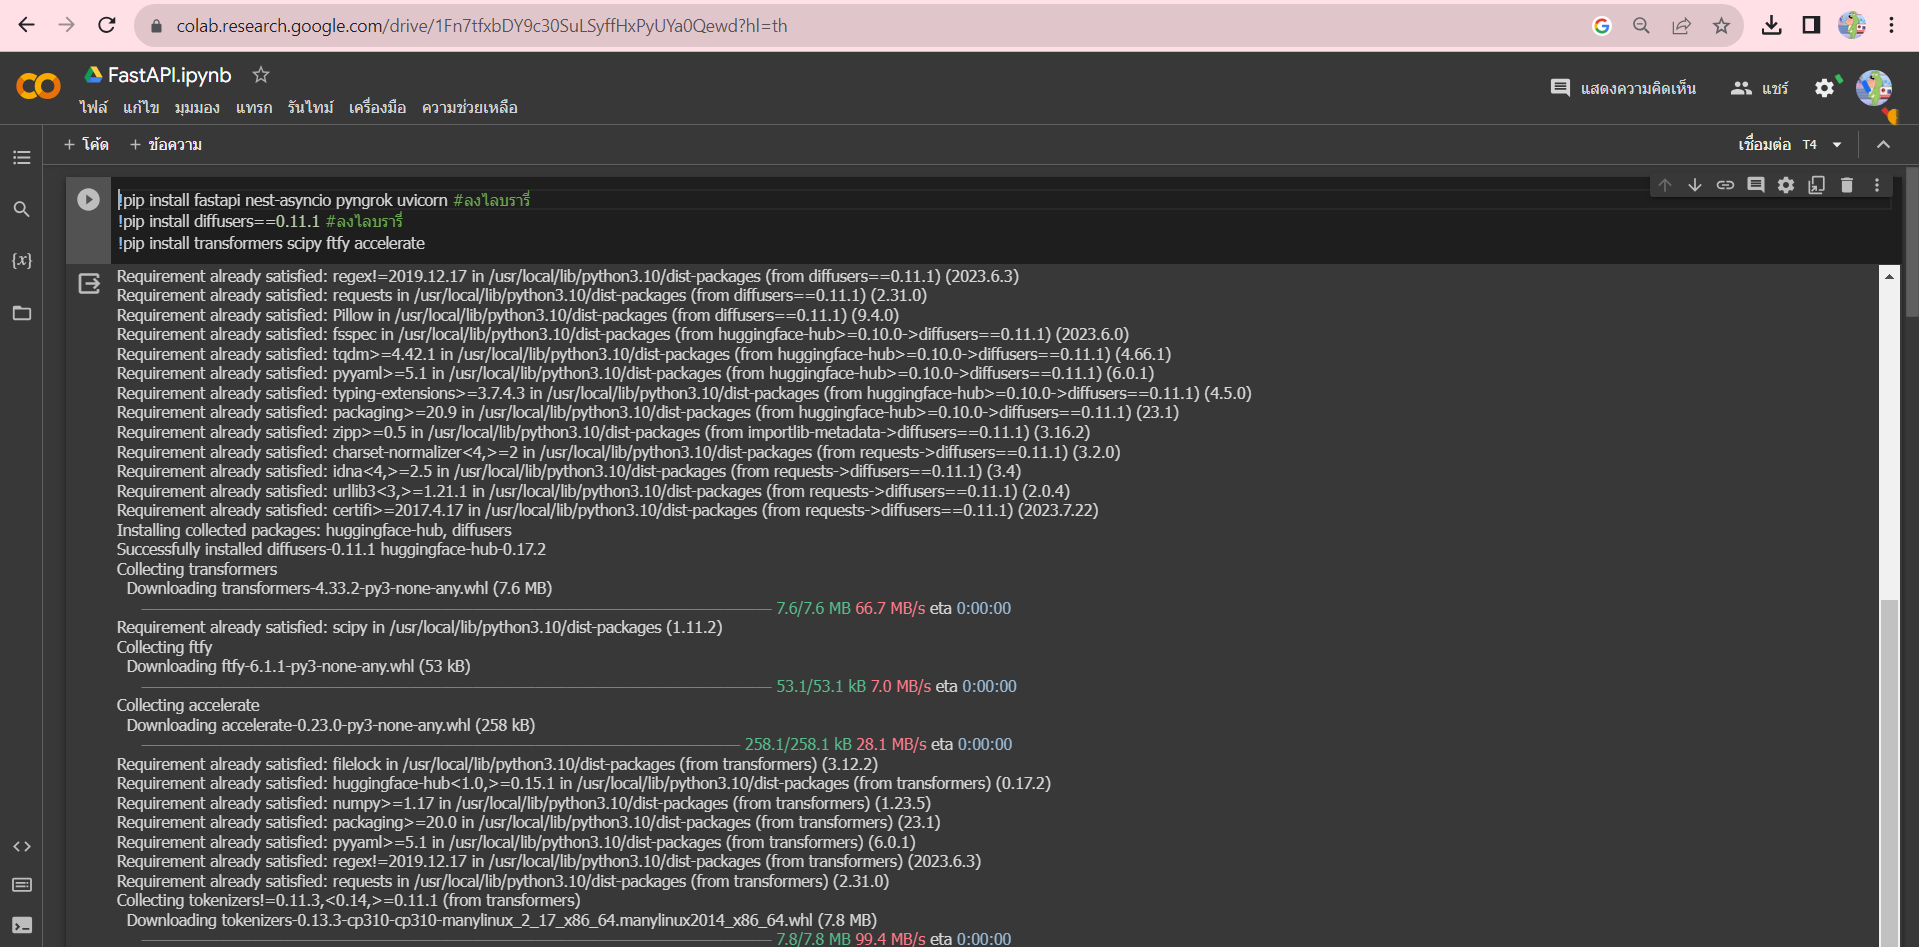 colab.research.google.com/drive/1Fn7tfxbDY9c30SuLSyffHxPyUYa0Qewd?hl=th
FastAPI.ipynb
ไฟล์ แก้ไข มุมมอง แทรก รันไทม์ เครื่องมือ ความช่วยเหลือ
แสดงความคิดเห็น แชร์
+ โค้ด + ข้อความ
เชื่อมต่อ T4
!pip install fastapi nest-asyncio pyngrok uvicorn #ลงไลบรารี่
!pip install diffusers==0.11.1 #ลงไลบรารี่
!pip install transformers scipy ftfy accelerate
Requirement already satisfied: regex!=2019.12.17 in /usr/local/lib/python3.10/dist-packages (from diffusers==0.11.1) (2023.6.3)
Requirement already satisfied: requests in /usr/local/lib/python3.10/dist-packages (from diffusers==0.11.1) (2.31.0)
Requirement already satisfied: Pillow in /usr/local/lib/python3.10/dist-packages (from diffusers==0.11.1) (9.4.0)
Requirement already satisfied: fsspec in /usr/local/lib/python3.10/dist-packages (from huggingface-hub>=0.10.0->diffusers==0.11.1) (2023.6.0)
Requirement already satisfied: tqdm>=4.42.1 in /usr/local/lib/python3.10/dist-packages (from huggingface-hub>=0.10.0->diffusers==0.11.1) (4.66.1)
Requirement already satisfied: pyyaml>=5.1 in /usr/local/lib/python3.10/dist-packages (from huggingface-hub>=0.10.0->diffusers==0.11.1) (6.0.1)
Requirement already satisfied: typing-extensions>=3.7.4.3 in /usr/local/lib/python3.10/dist-packages (from huggingface-hub>=0.10.0->diffusers==0.11.1) (4.5.0)
Requirement already satisfied: packaging>=20.9 in /usr/local/lib/python3.10/dist-packages (from huggingface-hub>=0.10.0->diffusers==0.11.1) (23.1)
Requirement already satisfied: zipp>=0.5 in /usr/local/lib/python3.10/dist-packages (from importlib-metadata->diffusers==0.11.1) (3.16.2)
Requirement already satisfied: charset-normalizer<4,>=2 in /usr/local/lib/python3.10/dist-packages (from requests->diffusers==0.11.1) (3.2.0)
Requirement already satisfied: idna<4,>=2.5 in /usr/local/lib/python3.10/dist-packages (from requests->diffusers==0.11.1) (3.4)
Requirement already satisfied: urllib3<3,>=1.21.1 in /usr/local/lib/python3.10/dist-packages (from requests->diffusers==0.11.1) (2.0.4)
Requirement already satisfied: certifi>=2017.4.17 in /usr/local/lib/python3.10/dist-packages (from requests->diffusers==0.11.1) (2023.7.22)
Installing collected packages: huggingface-hub, diffusers
Successfully installed diffusers-0.11.1 huggingface-hub-0.17.2
Collecting transformers
Downloading transformers-4.33.2-py3-none-any.whl (7.6 MB)
7.6/7.6 MB 66.7 MB/s eta 0:00:00
Requirement already satisfied: scipy in /usr/local/lib/python3.10/dist-packages (1.11.2)
Collecting ftfy
Downloading ftfy-6.1.1-py3-none-any.whl (53 kB)
53.1/53.1 kB 7.0 MB/s eta 0:00:00
Collecting accelerate
Downloading accelerate-0.23.0-py3-none-any.whl (258 kB)
258.1/258.1 kB 28.1 MB/s eta 0:00:00
Requirement already satisfied: filelock in /usr/local/lib/python3.10/dist-packages (from transformers) (3.12.2)
Requirement already satisfied: huggingface-hub<1.0,>=0.15.1 in /usr/local/lib/python3.10/dist-packages (from transformers) (0.17.2)
Requirement already satisfied: numpy>=1.17 in /usr/local/lib/python3.10/dist-packages (from transformers) (1.23.5)
Requirement already satisfied: packaging>=20.0 in /usr/local/lib/python3.10/dist-packages (from transformers) (23.1)
Requirement already satisfied: pyyaml>=5.1 in /usr/local/lib/python3.10/dist-packages (from transformers) (6.0.1)
Requirement already satisfied: regex!=2019.12.17 in /usr/local/lib/python3.10/dist-packages (from transformers) (2023.6.3)
Requirement already satisfied: requests in /usr/local/lib/python3.10/dist-packages (from transformers) (2.31.0)
Collecting tokenizers!=0.11.3,<0.14,>=0.11.1 (from transformers)
Downloading tokenizers-0.13.3-cp310-cp310-manylinux_2_17_x86_64.manylinux2014_x86_64.whl (7.8 MB)
7.8/7.8 MB 99.4 MB/s eta 0:00:00